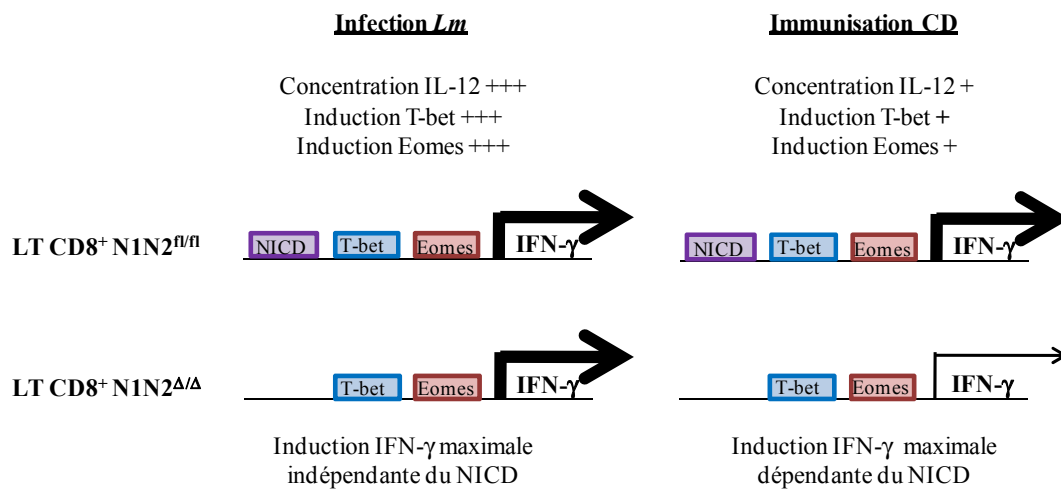 Infection Lm
Concentration IL-12 +++
Induction T-bet +++
Induction Eomes +++
Immunisation CD
Concentration IL-12 +
Induction T-bet +
Induction Eomes +
LT CD8+ N1N2fl/fl
NICD T-bet Eomes IFN-γ
NICD T-bet Eomes IFN-γ
LT CD8+ N1N2Δ/Δ
T-bet Eomes IFN-γ
T-bet Eomes IFN-γ
Induction IFN-γ maximale
indépendante du NICD
Induction IFN-γ maximale
dépendante du NICD